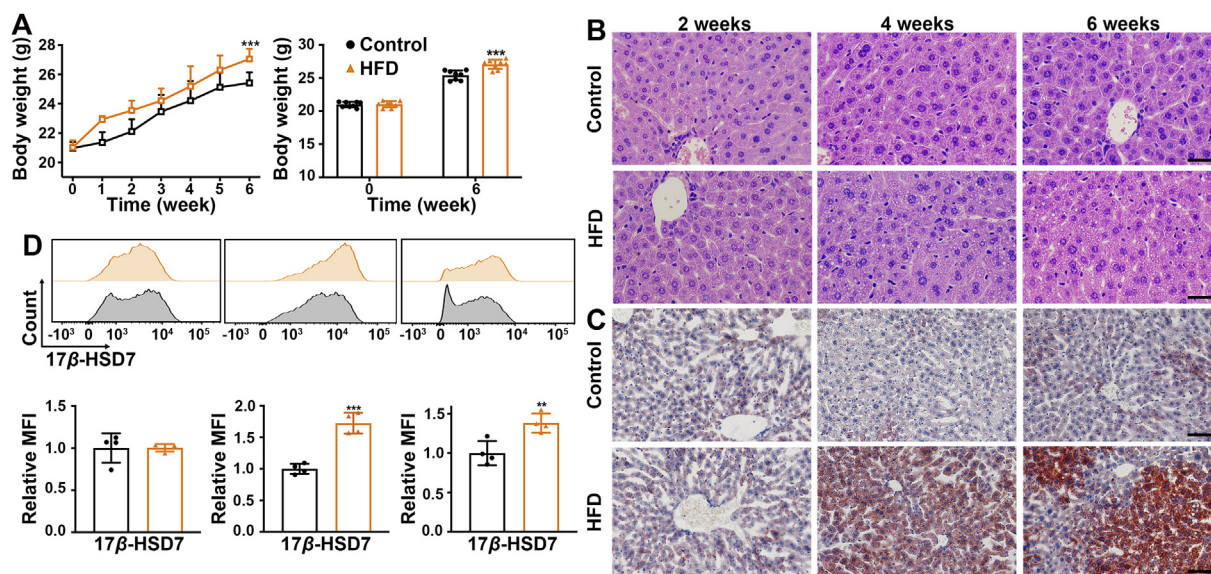 A
Body weight (g)
28
26
24
22
20
0 1 2 3 4 5 6
Time (week)
***
Body weight (g)
30
25
20
15
10
0 6
Time (week)
Control
HFD
***
B
2 weeks 4 weeks 6 weeks
Control
HFD
C
Control
HFD
D
Count
-10³ 0 10³ 10⁴ 10⁵
-10³ 0 10³ 10⁴ 10⁵
-10³ 0 10³ 10⁴ 10⁵
17β-HSD7
Relative MFI
1.5
1.0
0.5
0.0
17β-HSD7
Relative MFI
2.0
1.5
1.0
0.5
0.0
***
17β-HSD7
Relative MFI
1.5
1.0
0.5
0.0
**
17β-HSD7